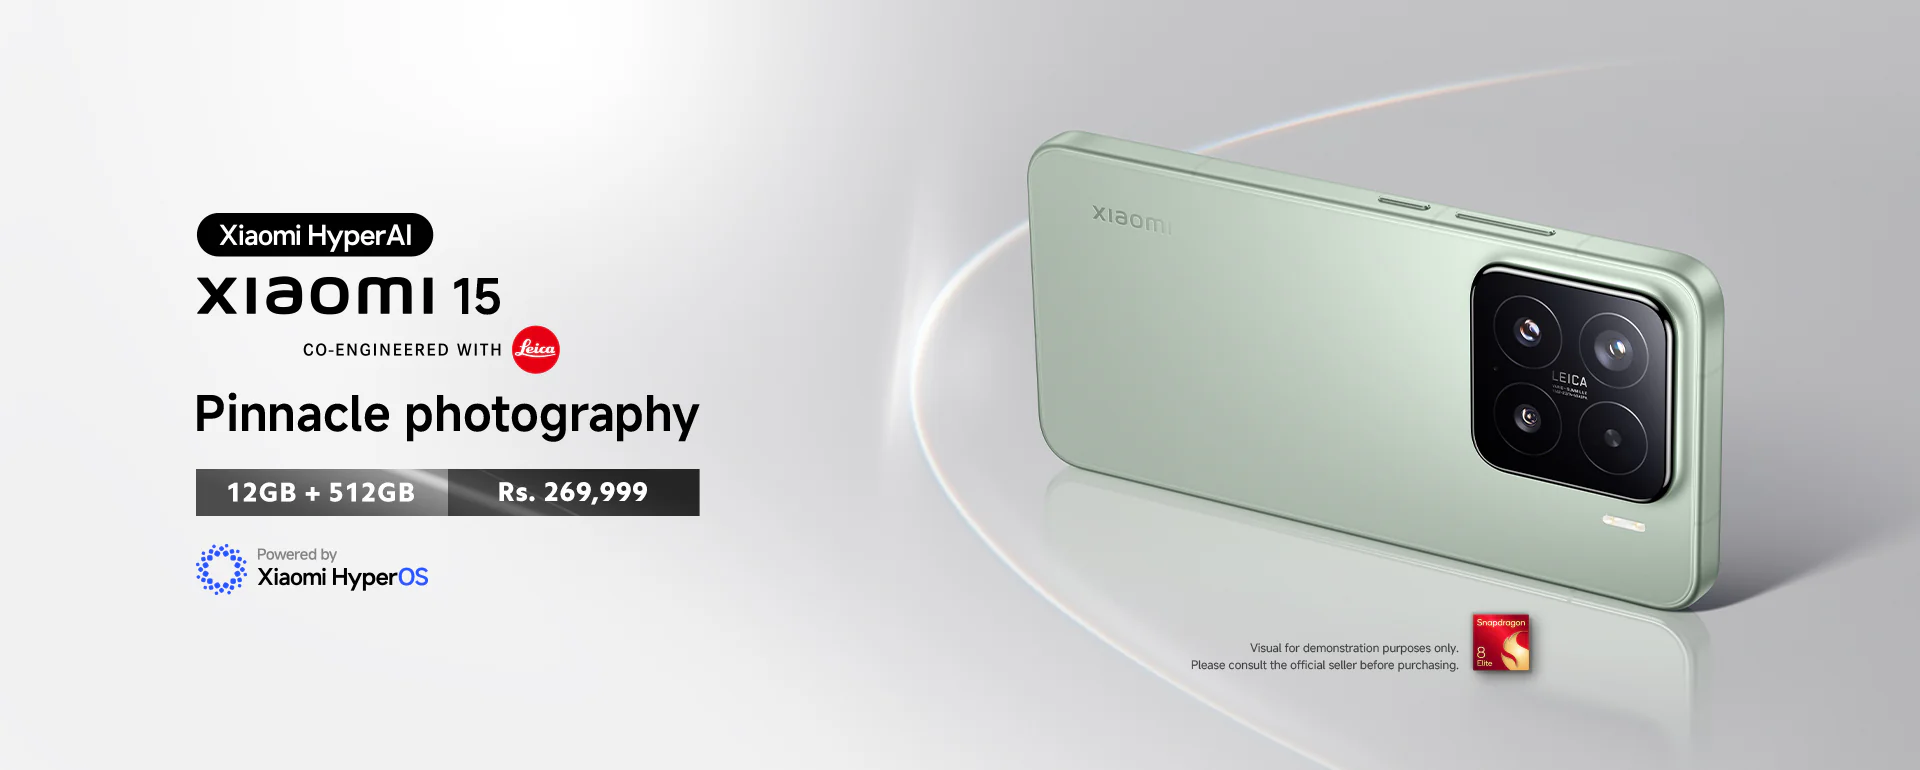 Xiaomi HyperAI
xiaomi 15
CO-ENGINEERED WITH Leica
Pinnacle photography
12GB + 512GB Rs. 269,999
Powered by
Xiaomi HyperOS
xiaomi
LEICA
Visual for demonstration purposes only.
Please consult the official seller before purchasing.
Snapdragon
8
Elite